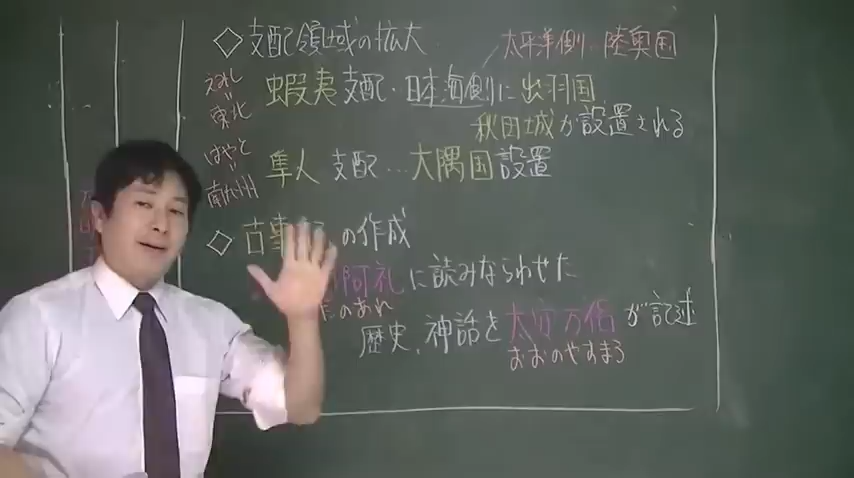 ◇支配領域の拡大
太平洋側…陸奥国
えみし
＝
東北
蝦夷支配・日本海側に出羽国
秋田城が設置される
はやと
＝
南九州
隼人支配…大隅国設置
◇古事 の作成
阿礼に読みならわせた
だのあれ
歴史、神話を太安万侶が記述
おおのやすまろ